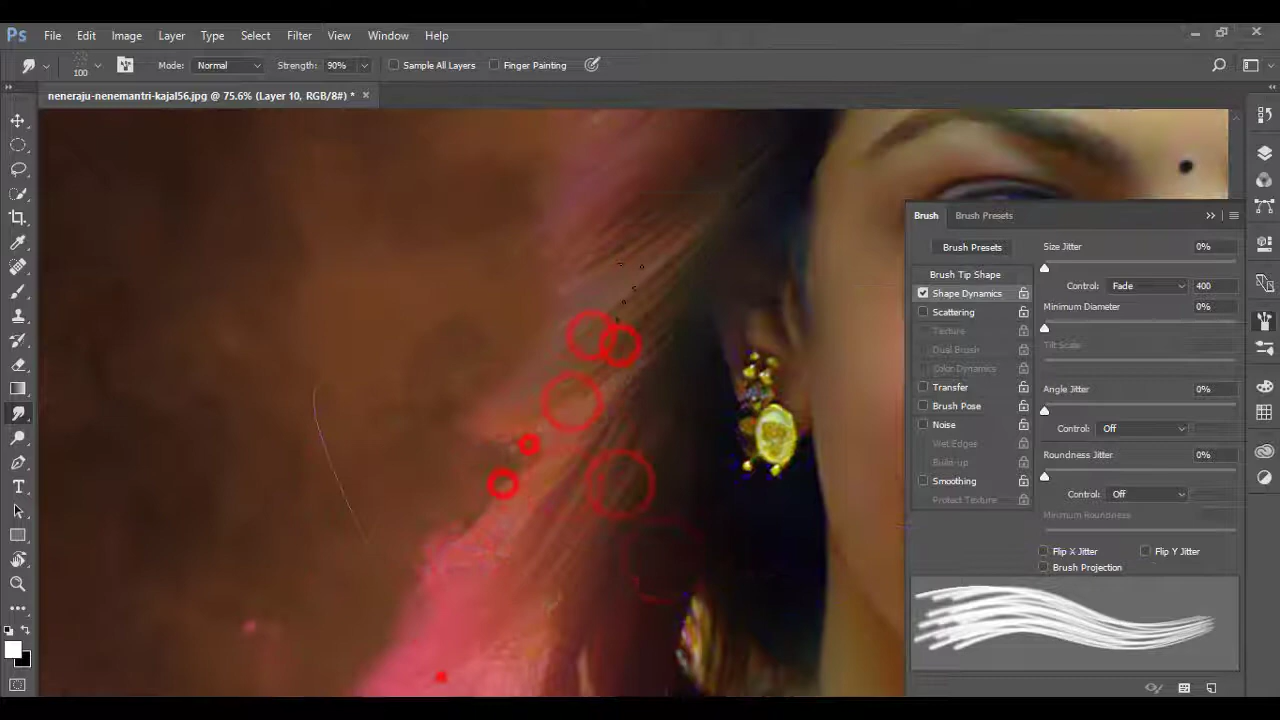 Ps File Edit Image Layer Type Select Filter View Window Help
100 Mode: Normal Strength: 90% Sample All Layers Finger Painting
neneraju-nenemantri-kajal56.jpg @ 75.6% (Layer 10, RGB/8#) * ×
Brush Brush Presets
Brush Presets Size Jitter 0%
Brush Tip Shape
Shape Dynamics Control: Fade 400
Scattering Minimum Diameter 0%
Texture
Dual Brush Tilt Scale
Color Dynamics
Transfer Angle Jitter 0%
Brush Pose
Noise Control: Off
Wet Edges
Build-up Roundness Jitter 0%
Smoothing
Protect Texture Control: Off
Minimum Roundness
Flip X Jitter Flip Y Jitter
Brush Projection